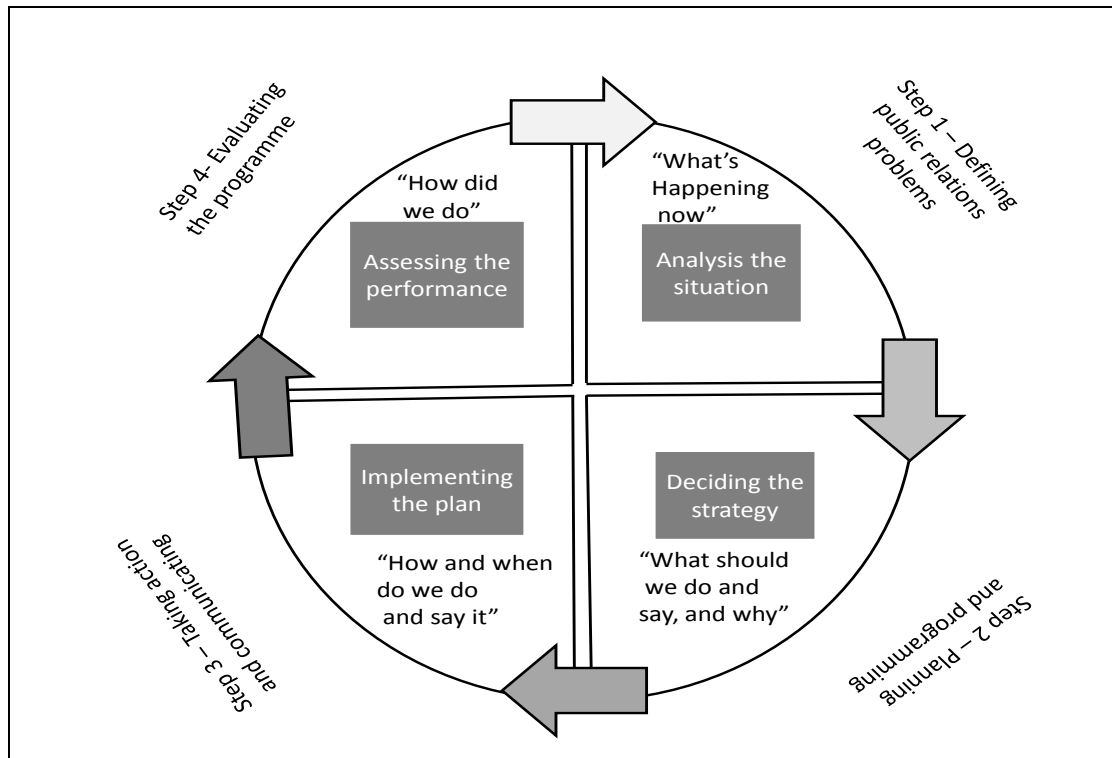 Step 1 – Defining
public relations
problems
“What’s
Happening
now”
Analysis the
situation
Step 2 – Planning
and programming
Deciding the
strategy
“What should
we do and
say, and why”
Step 3 – Taking action
and communicating
Implementing
the plan
“How and when
do we do
and say it”
Step 4- Evaluating
the programme
“How did
we do”
Assessing the
performance